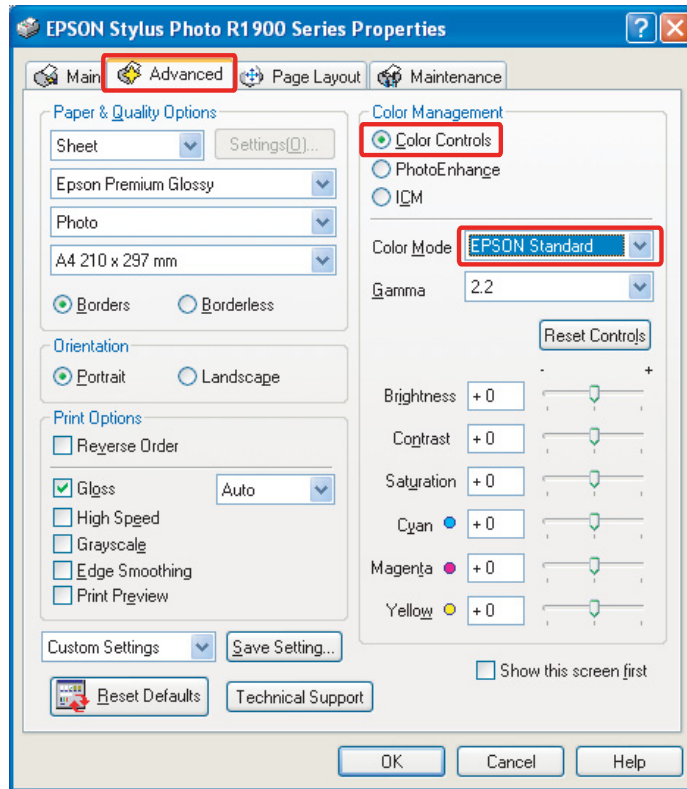 EPSON Stylus Photo R1900 Series Properties
Main
Advanced
Page Layout
Maintenance
Paper & Quality Options
Sheet
Settings(O)...
Epson Premium Glossy
Photo
A4 210 x 297 mm
Borders
Borderless
Orientation
Portrait
Landscape
Print Options
Reverse Order
Gloss
Auto
High Speed
Grayscale
Edge Smoothing
Print Preview
Custom Settings
Save Setting...
Reset Defaults
Technical Support
Color Management
Color Controls
PhotoEnhance
ICM
Color Mode EPSON Standard
Gamma 2.2
Reset Controls
- +
Brightness + 0
Contrast + 0
Saturation + 0
Cyan + 0
Magenta + 0
Yellow + 0
Show this screen first
OK
Cancel
Help